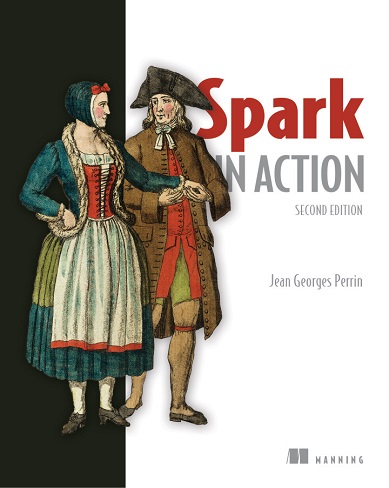 Spark
IN ACTION
SECOND EDITION
Jean Georges Perrin
MANNING